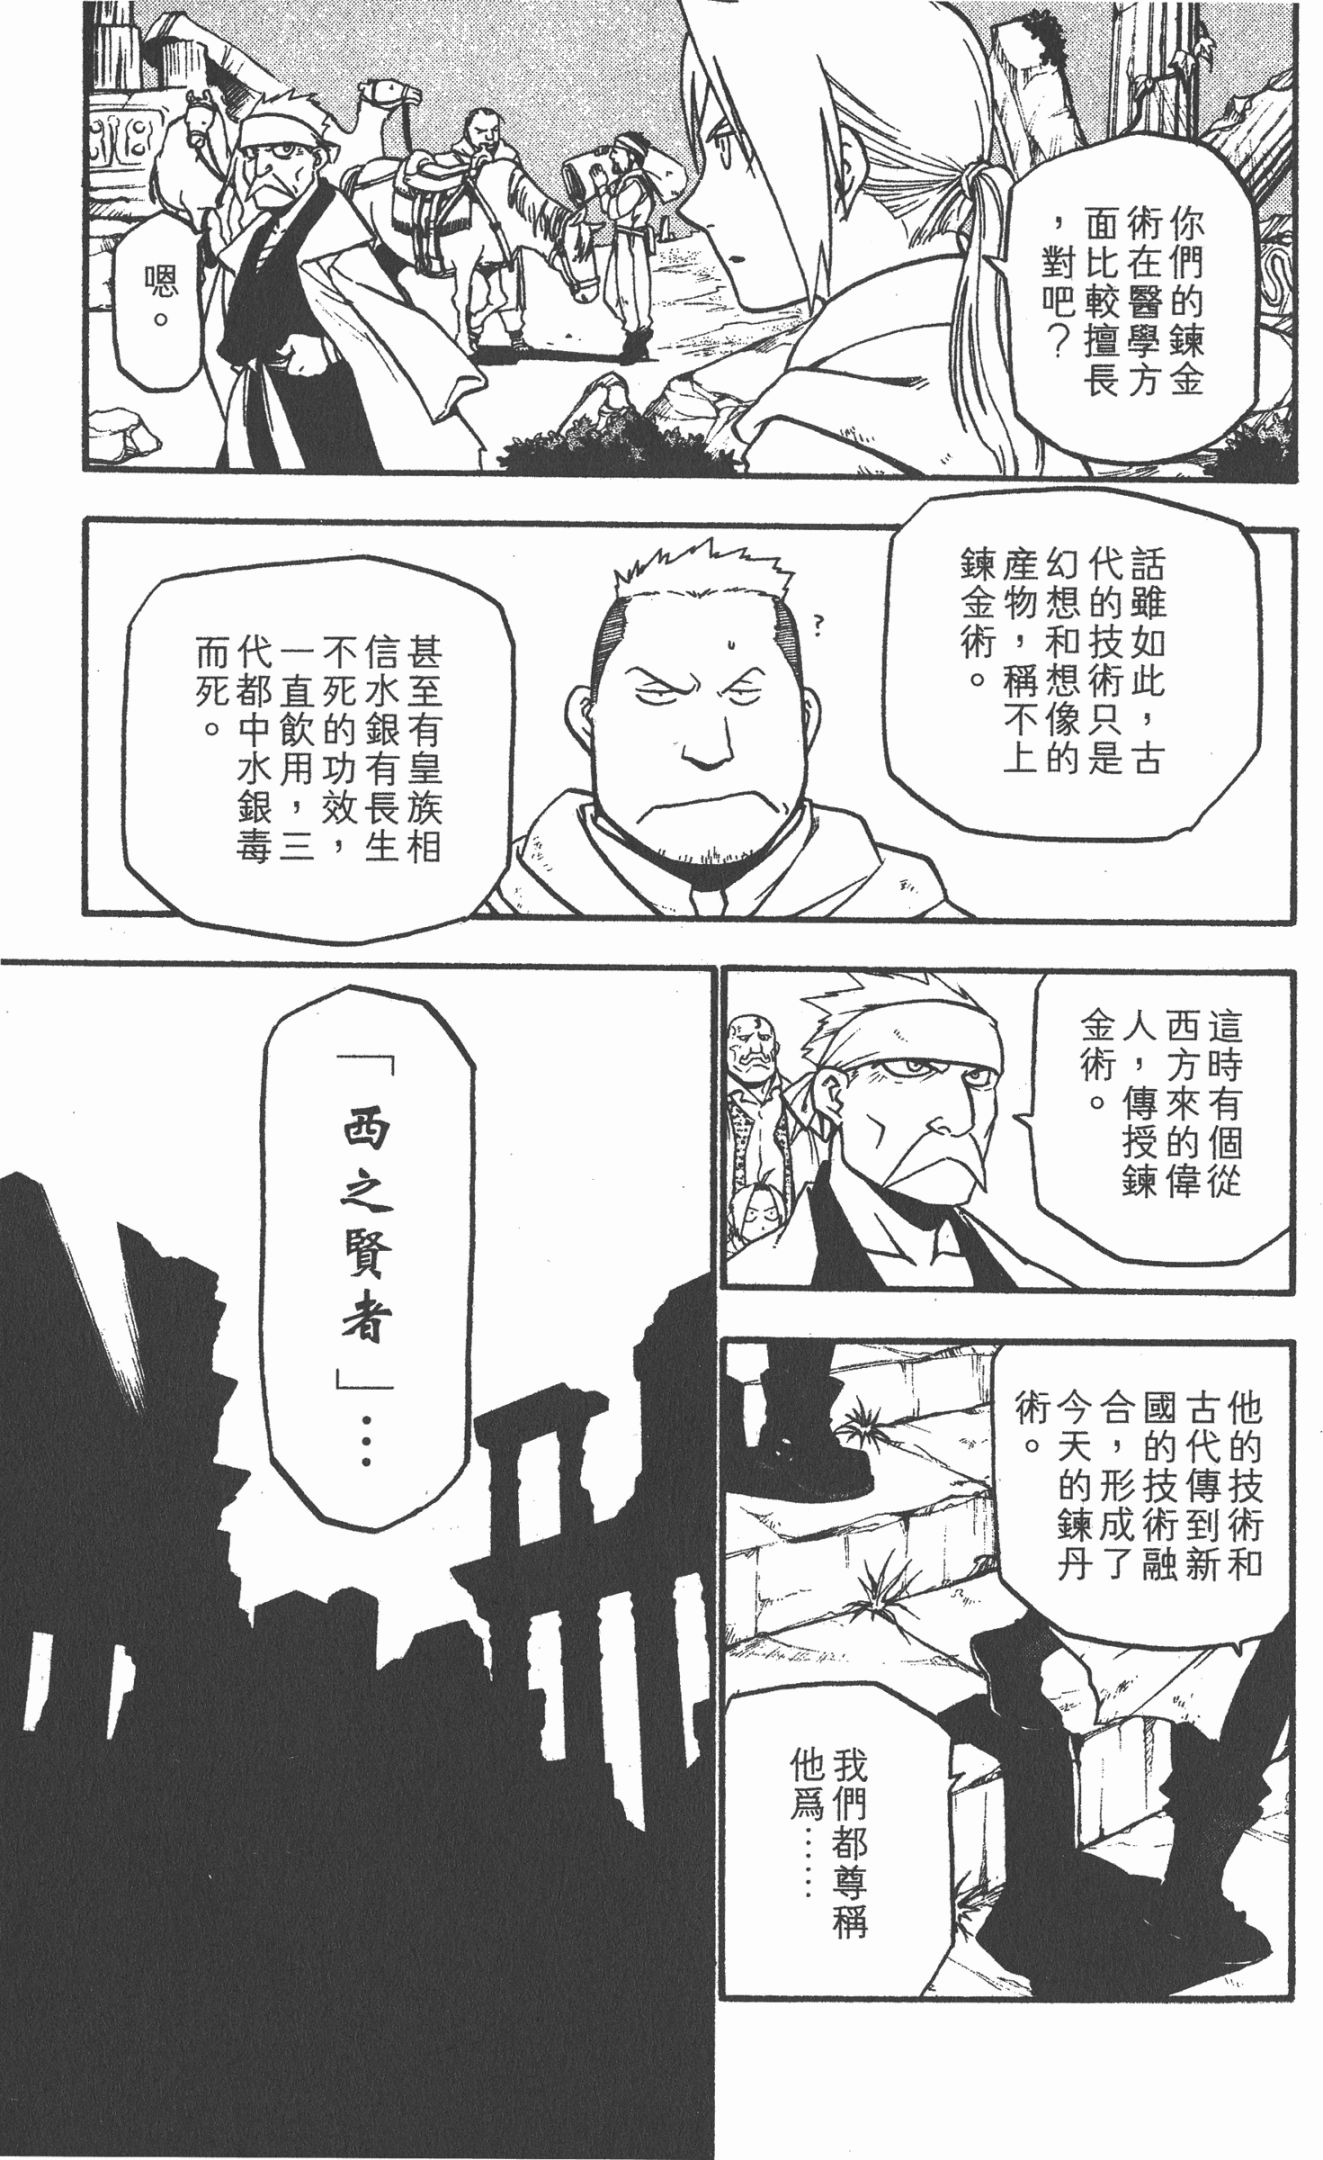 你們的鍊金
術在醫學方
面比較擅長
，對吧？
嗯。
話雖如此，古
代的技術只是
幻想和想像的
産物，稱不上
鍊金術。
?
甚至有皇族相
信水銀有長生
不死的功效，
一直飲用，三
代都中水銀毒
而死。
這時有個從
西方來的偉
人，傳授鍊
金術。
他的技術和
古代傳到新
國的技術融
合，形成了
今天的鍊丹
術。
我們都尊稱
他爲……
「西之賢者」…